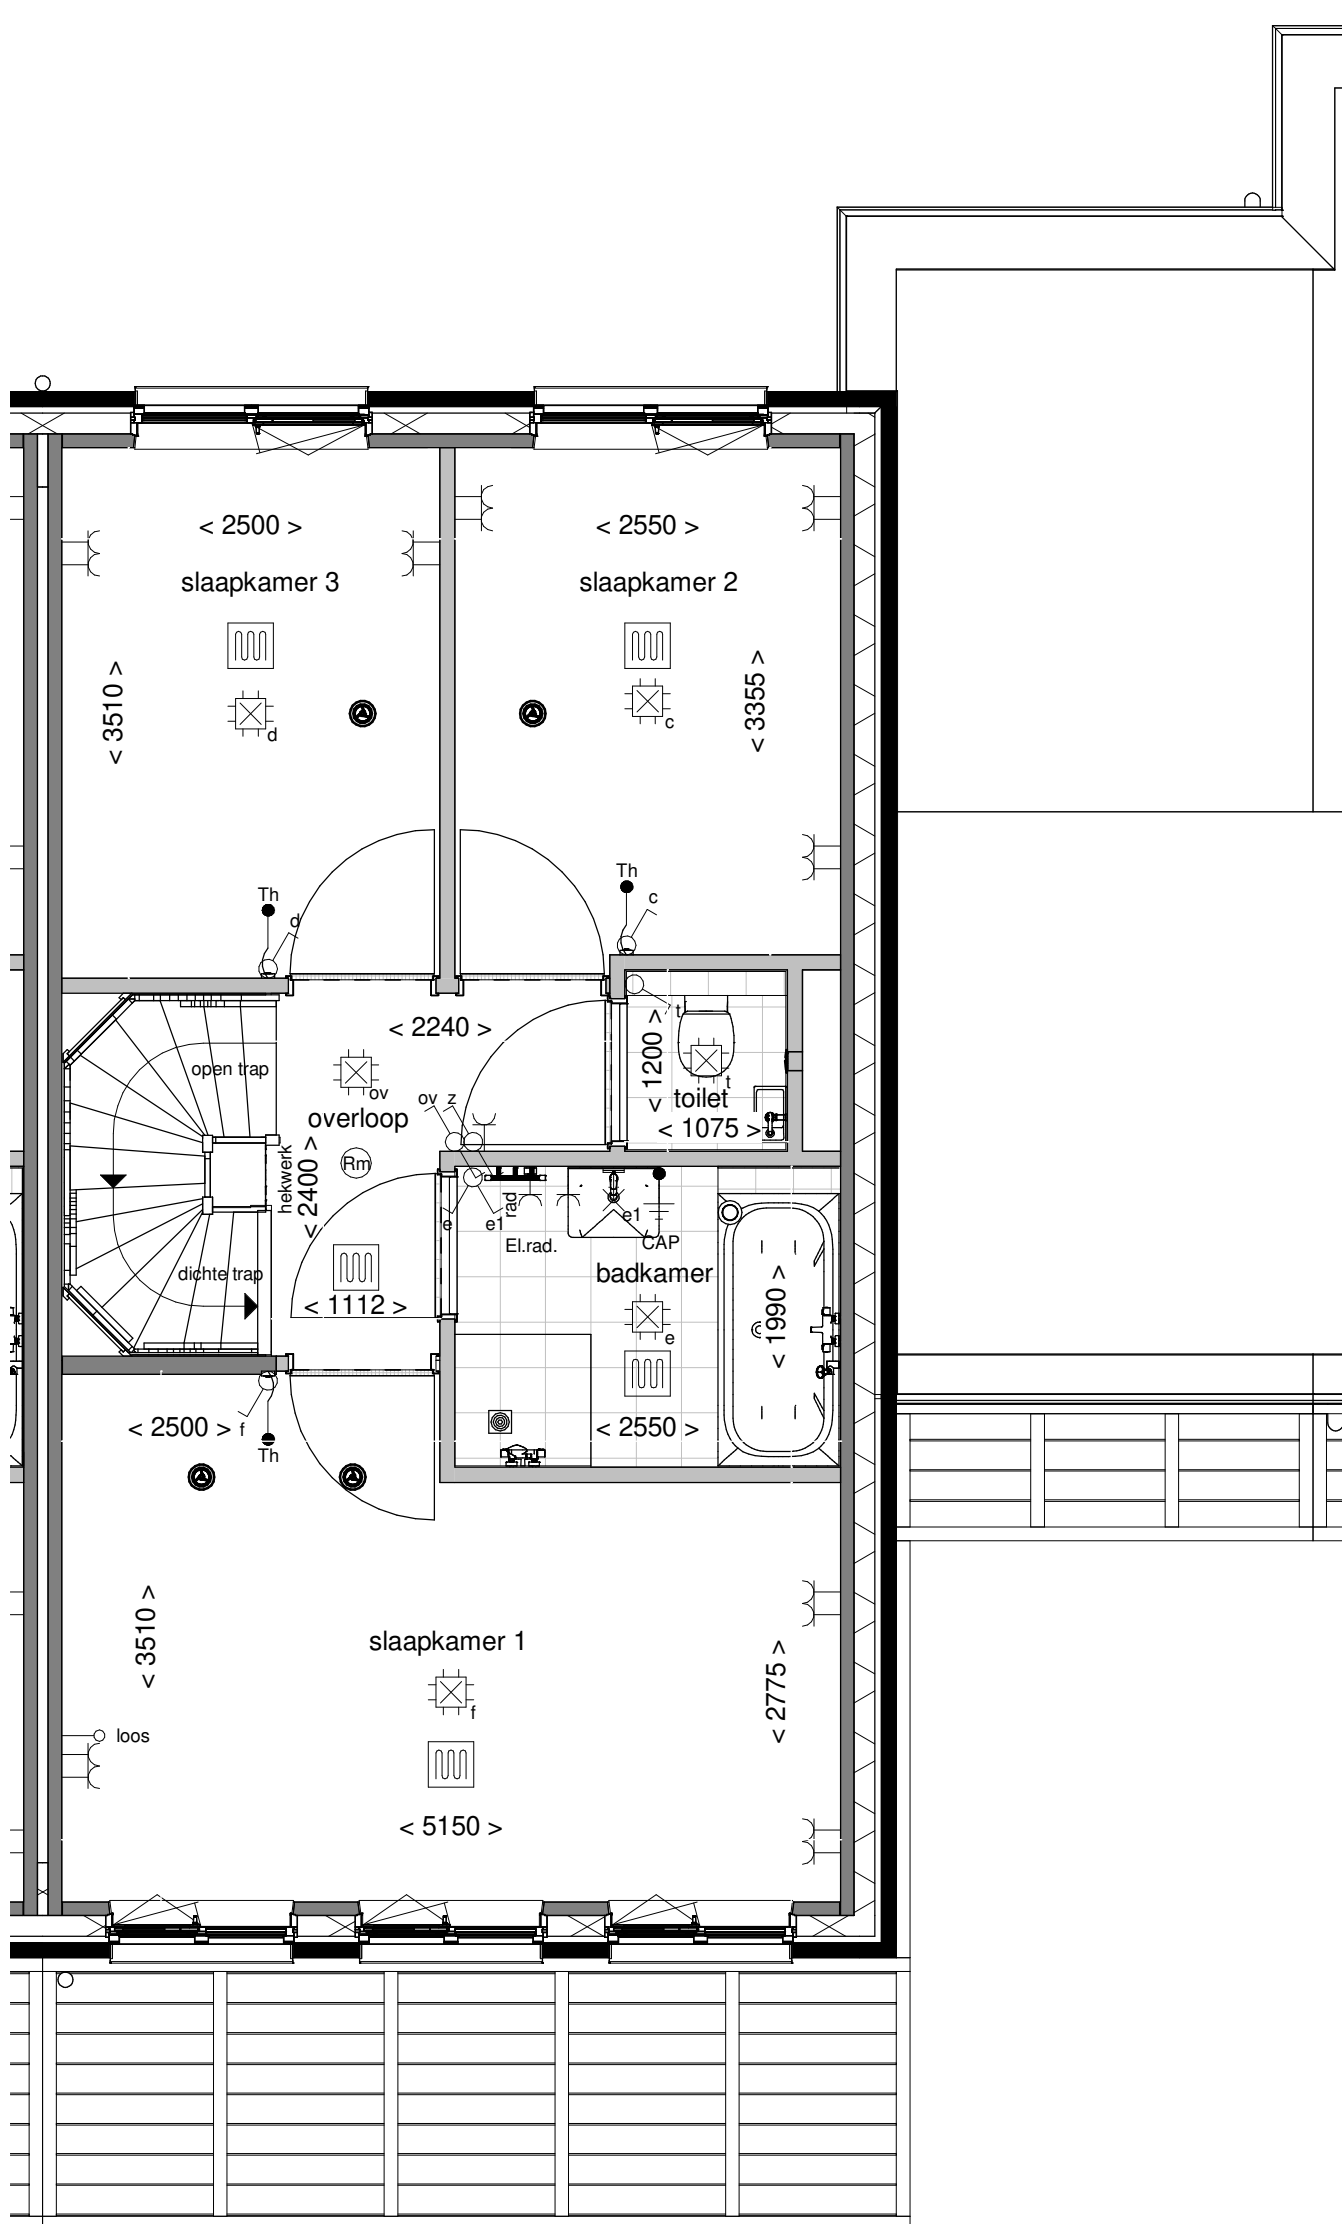 < 2500 >
< 2550 >
slaapkamer 3
slaapkamer 2
< 3510 >
< 3355 >
d
c
Th
Th
d
c
< 2240 >
t
open trap
< 1200 >
ov
ov z
t
toilet
overloop
< 1075 >
Rm
hekwerk
< 2400 >
rad
e
e1
e1
El.rad.
CAP
dichte trap
badkamer
< 1112 >
< 1990 >
e
< 2500 >
f
< 2550 >
Th
< 3510 >
slaapkamer 1
< 2775 >
f
loos
< 5150 >